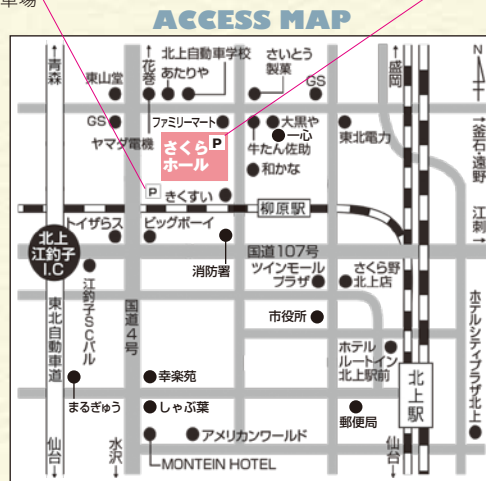 車場
ACCESS MAP
↑青森
↑花巻
北上自動車学校
さいとう
製菓
↑盛岡
N
東山堂
あたりや
GS
GS
ヤマダ電機
ファミリーマート
大黒や
一心
牛たん佐助
東北電力
→釜石・遠野
さくら
ホール
P
和かな
P
きくすい
柳原駅
江刺→
トイザらス
ビッグボーイ
北上
江釣子
I.C
消防署
国道107号
江釣子SCパル
ツインモール
プラザ
さくら野
北上店
東北自動車道
国道4号
市役所
ホテル
ルートイン
北上駅前
北上駅
ホテルシティプラザ北上
まるぎゅう
幸楽苑
しゃぶ葉
郵便局
アメリカンワールド
仙台↓
水沢↓
仙台↓
MONTEIN HOTEL